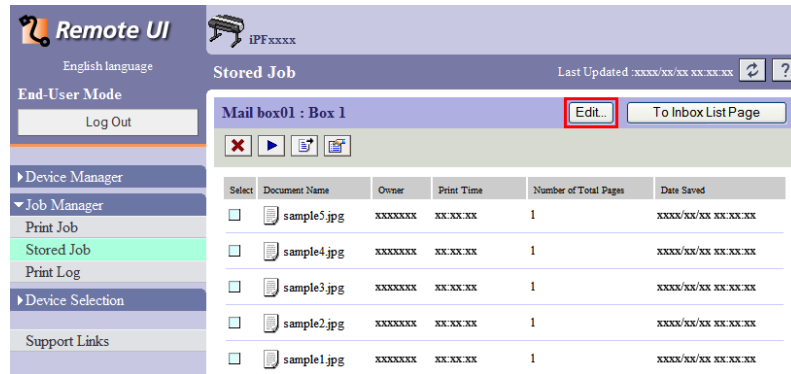 Remote UI
English language
End-User Mode
Log Out
Device Manager
Job Manager
Print Job
Stored Job
Print Log
Device Selection
Support Links
iPFxxxx
Stored Job Last Updated :xxxx/xx/xx xx:xx:xx ?
Mail box01 : Box 1 Edit... To Inbox List Page
Select Document Name Owner Print Time Number of Total Pages Date Saved
sample5.jpg xxxxxxx xx:xx:xx 1 xxxx/xx/xx xx:xx:xx
sample4.jpg xxxxxxx xx:xx:xx 1 xxxx/xx/xx xx:xx:xx
sample3.jpg xxxxxxx xx:xx:xx 1 xxxx/xx/xx xx:xx:xx
sample2.jpg xxxxxxx xx:xx:xx 1 xxxx/xx/xx xx:xx:xx
sample1.jpg xxxxxxx xx:xx:xx 1 xxxx/xx/xx xx:xx:xx